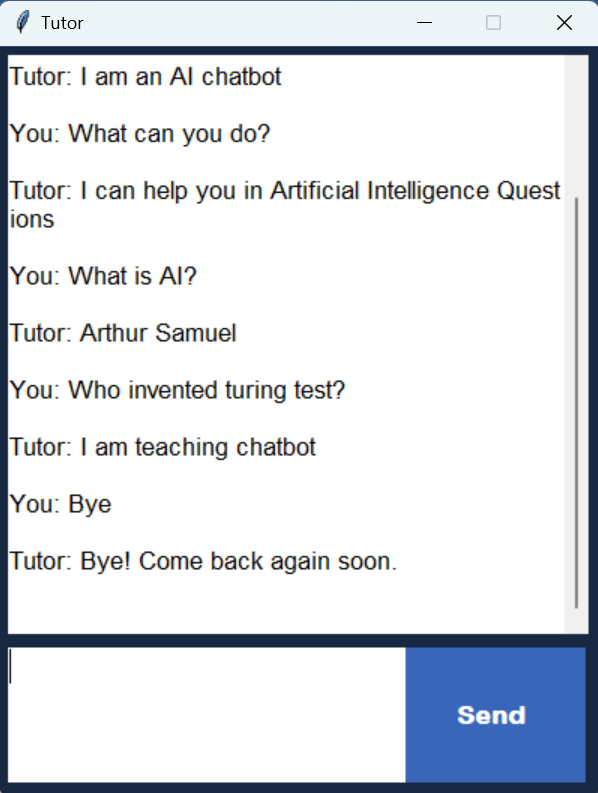 Tutor
Tutor: I am an AI chatbot
You: What can you do?
Tutor: I can help you in Artificial Intelligence Quest
ions
You: What is AI?
Tutor: Arthur Samuel
You: Who invented turing test?
Tutor: I am teaching chatbot
You: Bye
Tutor: Bye! Come back again soon.
Send